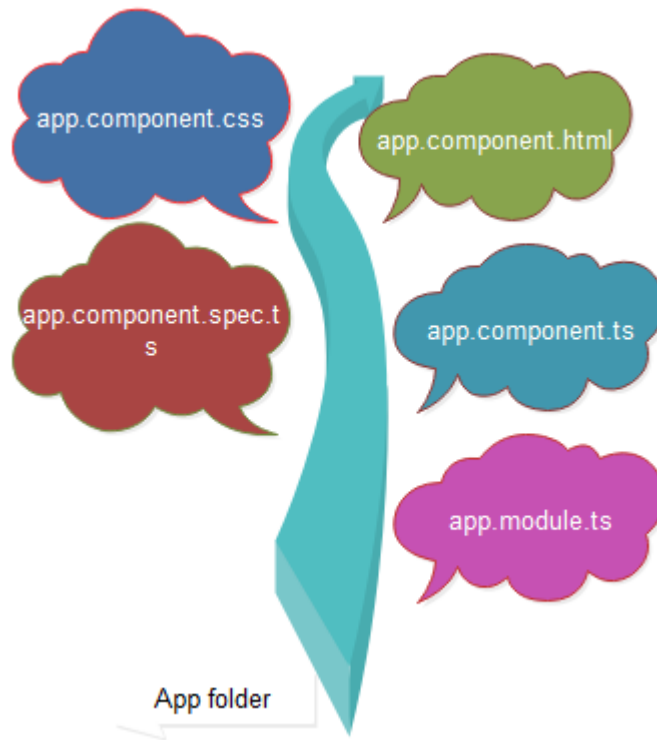 app.component.css
app.component.html
app.component.spec.t
s
app.component.ts
app.module.ts
App folder